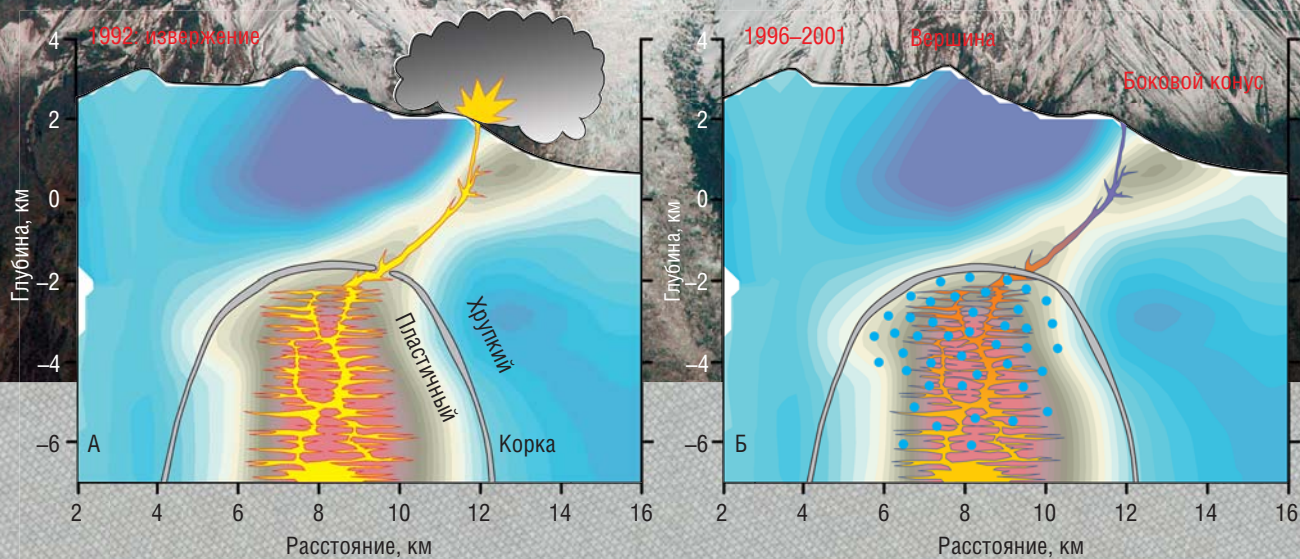 1992: извержение
4
2
0
–2
–4
–6
Глубина, км
А
Пластичный
Хрупкий
Корка
2 4 6 8 10 12 14 16
Расстояние, км
1996–2001 Вершина
Боковой конус
4
2
0
–2
–4
–6
Глубина, км
Б
2 4 6 8 10 12 14 16
Расстояние, км